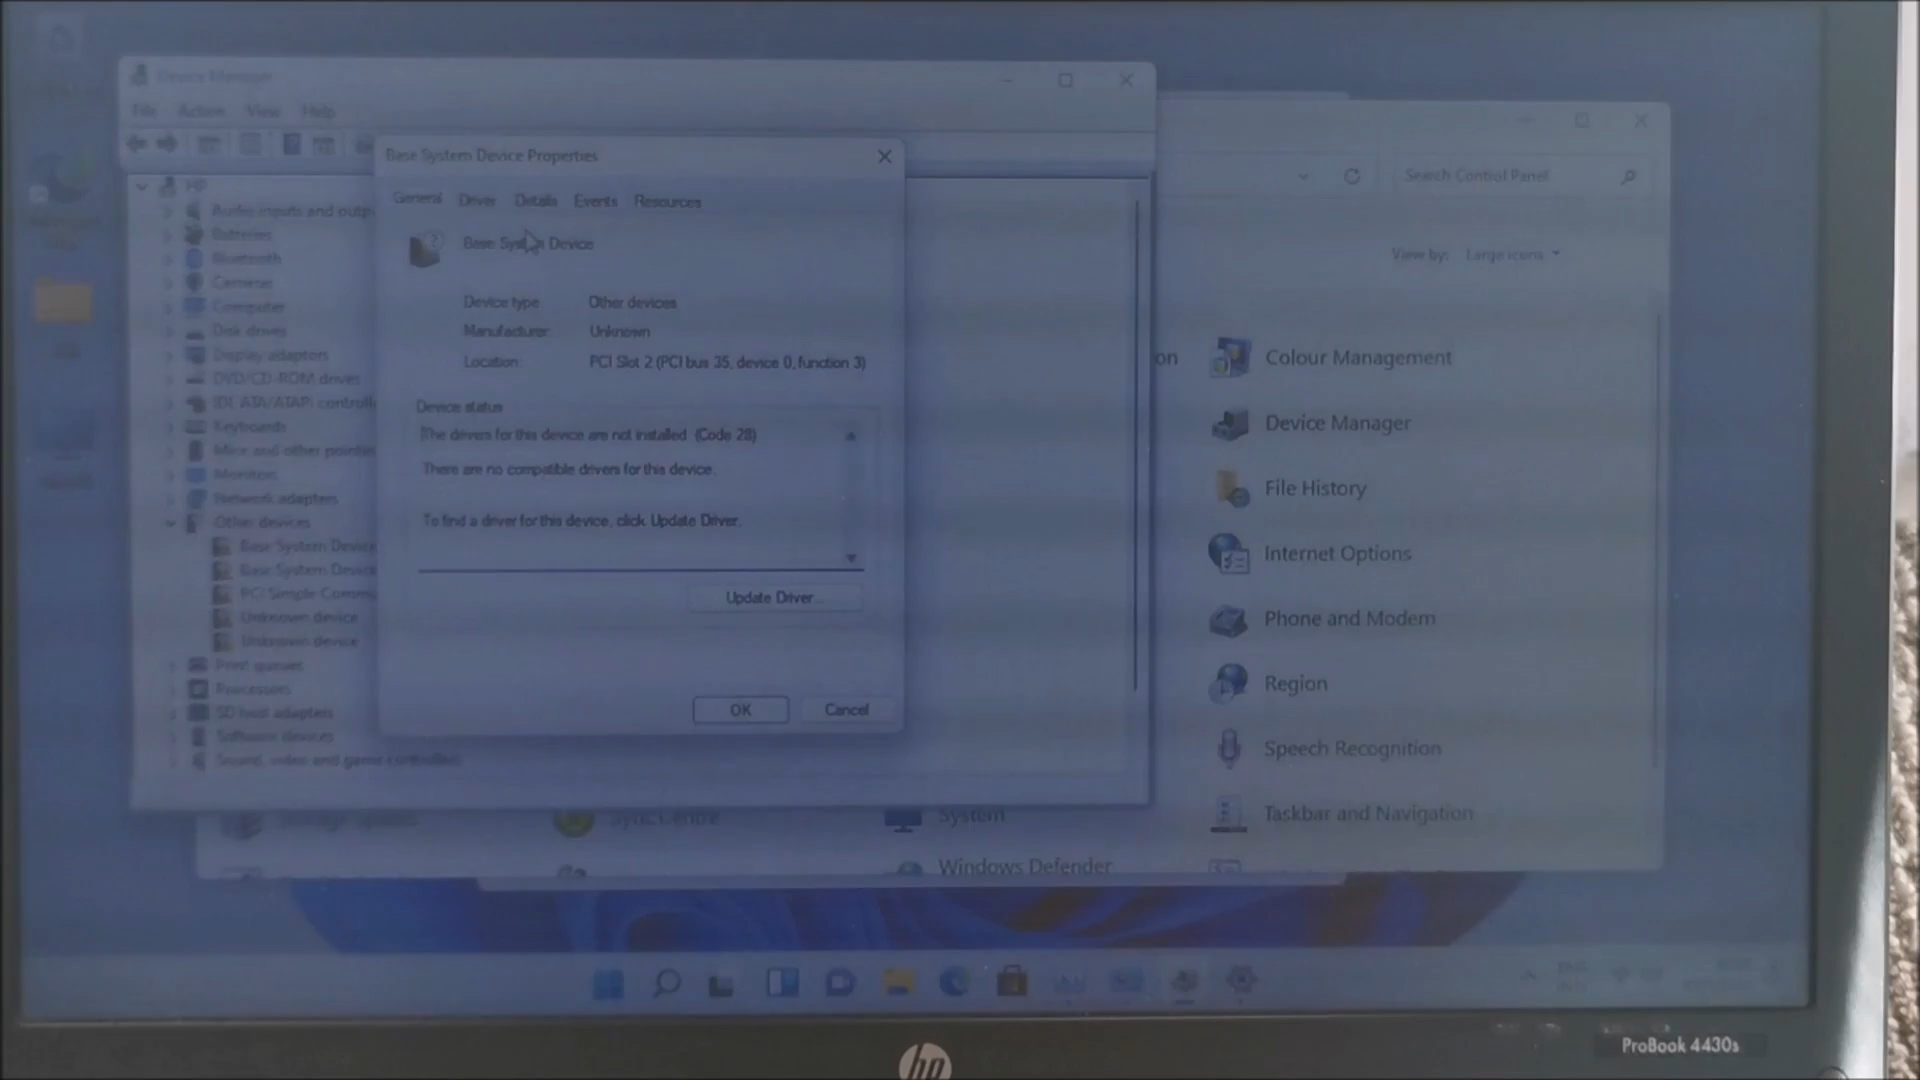 Device Manager
File Action View Help
Base System Device Properties
Search Control Panel
HP
General Driver Details Events Resources
Audio inputs and outp
Batteries
Base System Device
Bluetooth
View by: Large icons
Cameras
Computer
Device type Other devices
Disk drives
Manufacturer: Unknown
Display adaptors
Location: PCI Slot 2 (PCI bus 35, device 0, function 3)
on
Colour Management
DVD/CD-ROM drives
IDE ATA/ATAPI controll
Device status
Keyboards
The drivers for this device are not installed. (Code 28)
Device Manager
Mice and other pointin
There are no compatible drivers for this device.
Monitors
File History
Network adapters
Other devices
To find a driver for this device, click Update Driver.
Base System Device
Internet Options
Base System Device
PCI Simple Commu
Update Driver...
Unknown device
Phone and Modem
Unknown device
Print queues
Processors
Region
SD host adapters
OK Cancel
Software devices
Speech Recognition
Sound, video and game controllers
Storage Spaces
Sync Centre
System
Taskbar and Navigation
Windows Defender
ENG
hp
ProBook 4430s